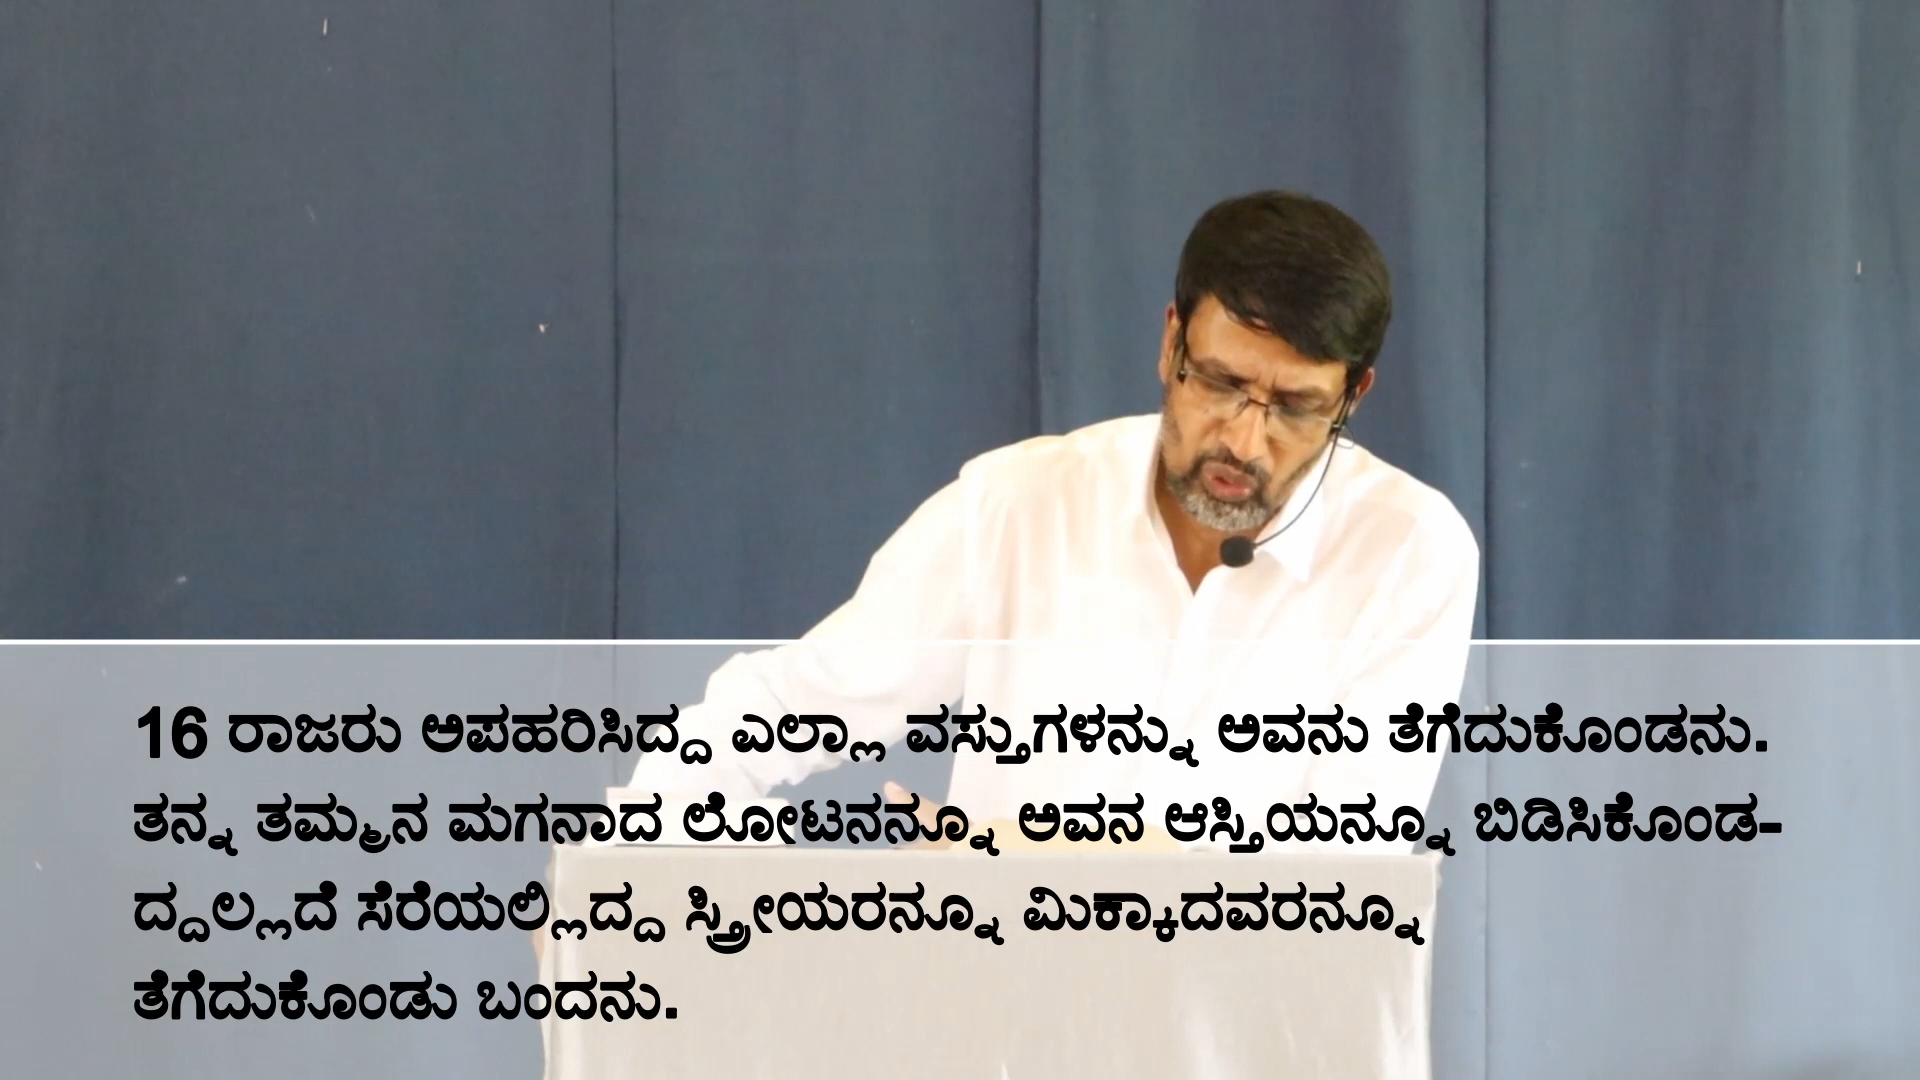 16 ರಾಜರು ಅಪಹರಿಸಿದ್ದ ಎಲ್ಲಾ ವಸ್ತುಗಳನ್ನು ಅವನು ತೆಗೆದುಕೊಂಡನು.
ತನ್ನ ತಮ್ಮನ ಮಗನಾದ ಲೋಟನನ್ನೂ ಅವನ ಆಸ್ತಿಯನ್ನೂ ಬಿಡಿಸಿಕೊಂಡ-
ದ್ದಲ್ಲದೆ ಸೆರೆಯಲ್ಲಿದ್ದ ಸ್ತ್ರೀಯರನ್ನೂ ಮಿಕ್ಕಾದವರನ್ನೂ
ತೆಗೆದುಕೊಂಡು ಬಂದನು.